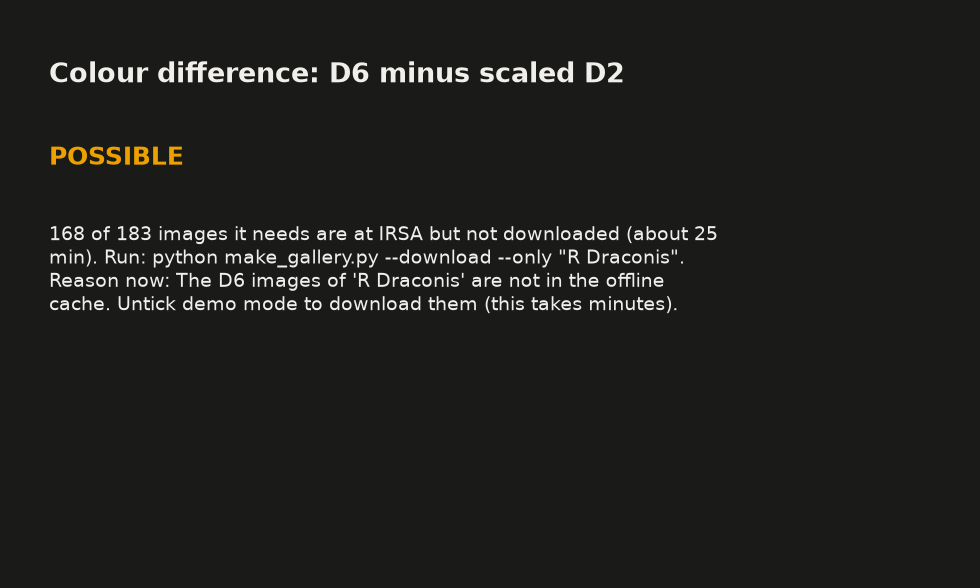 Colour difference: D6 minus scaled D2
POSSIBLE
168 of 183 images it needs are at IRSA but not downloaded (about 25
min). Run: python make_gallery.py --download --only "R Draconis".
Reason now: The D6 images of 'R Draconis' are not in the offline
cache. Untick demo mode to download them (this takes minutes).